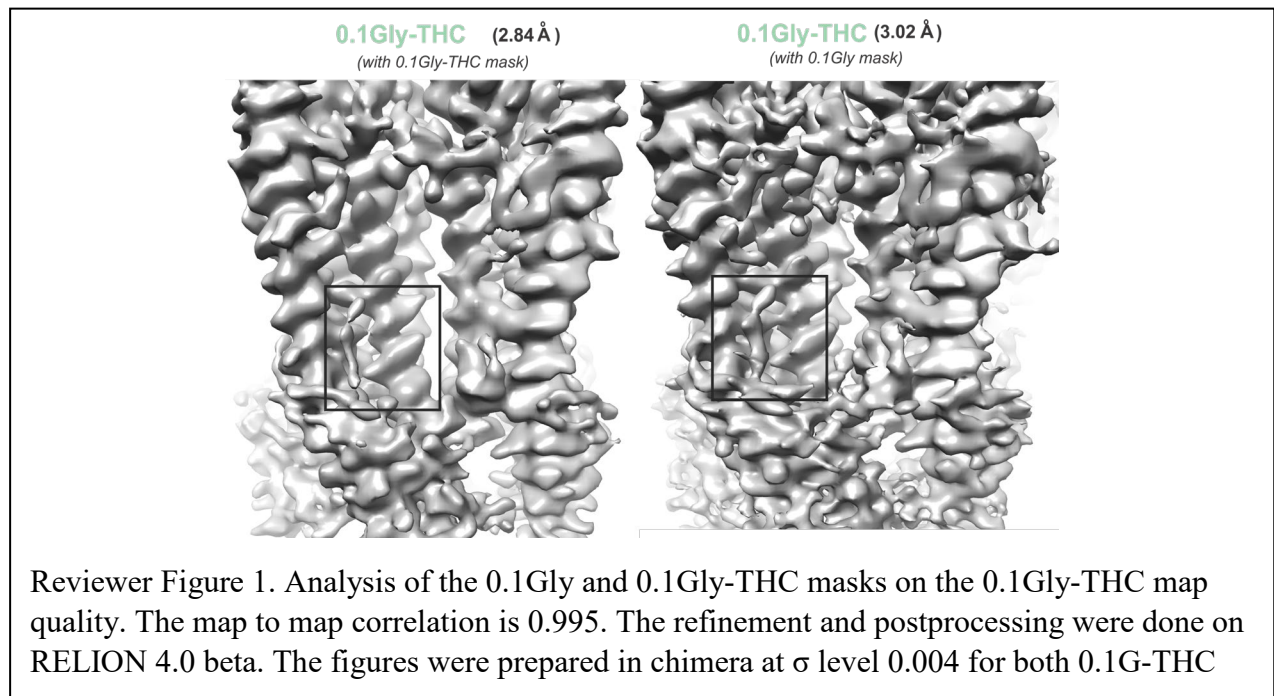 0.1Gly-THC (2.84 Å)
(with 0.1Gly-THC mask)
0.1Gly-THC (3.02 Å)
(with 0.1Gly mask)
Reviewer Figure 1. Analysis of the 0.1Gly and 0.1Gly-THC masks on the 0.1Gly-THC map
quality. The map to map correlation is 0.995. The refinement and postprocessing were done on
RELION 4.0 beta. The figures were prepared in chimera at σ level 0.004 for both 0.1G-THC